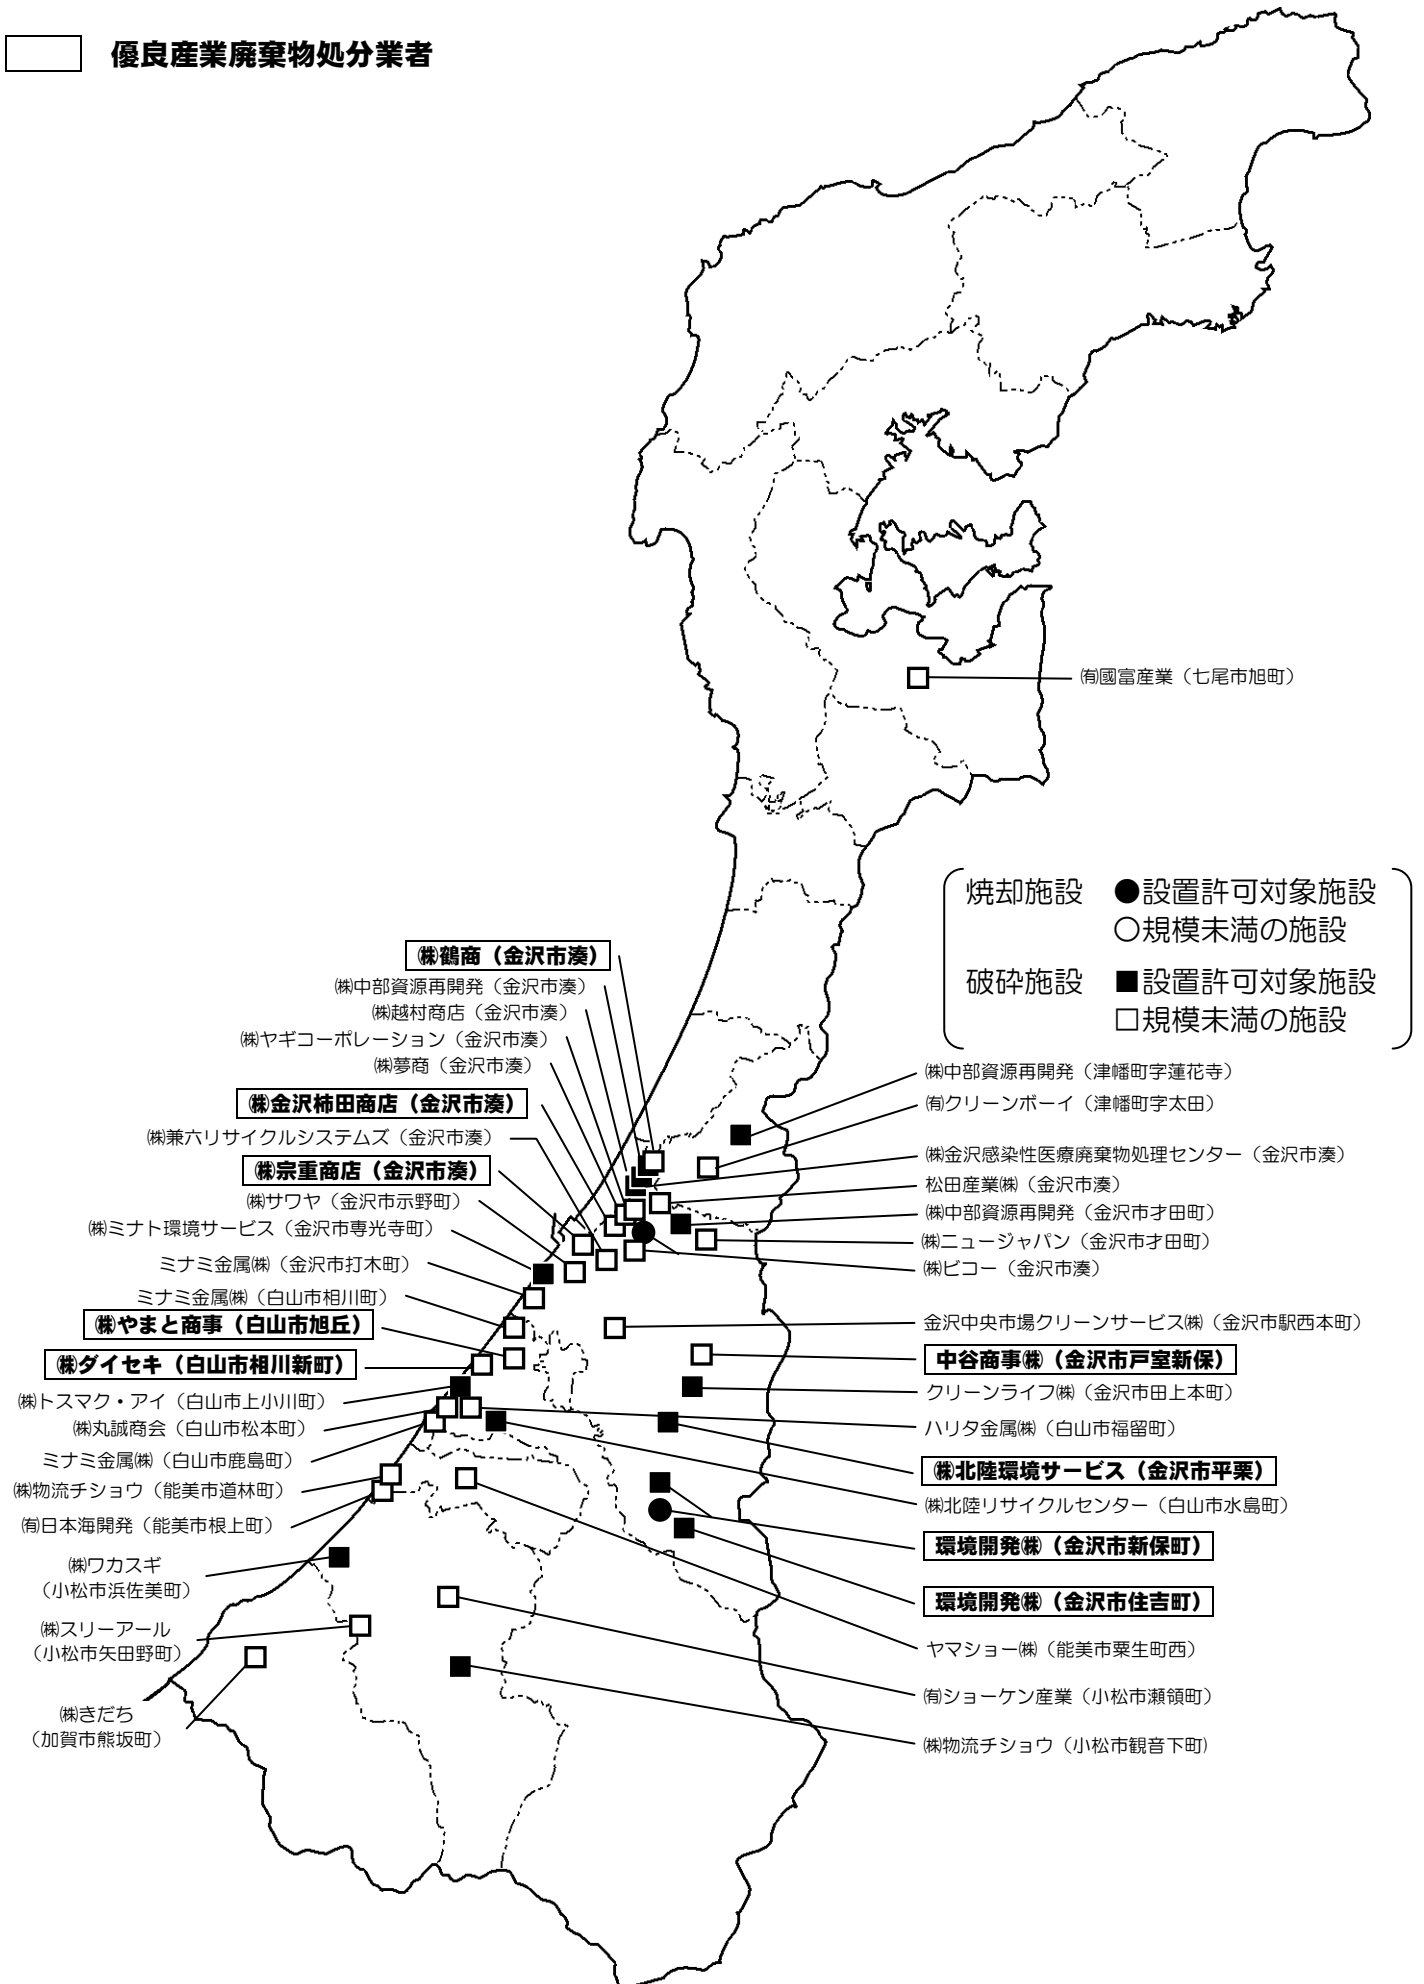 優良産業廃棄物処分業者
㈲國富産業（七尾市旭町）
焼却施設 ●設置許可対象施設
○規模未満の施設
破砕施設 ■設置許可対象施設
□規模未満の施設
㈱鶴商（金沢市湊）
㈱中部資源再開発（金沢市湊）
㈱越村商店（金沢市湊）
㈱ヤギコーポレーション（金沢市湊）
㈱夢商（金沢市湊）
㈱金沢柿田商店（金沢市湊）
㈱兼六リサイクルシステムズ（金沢市湊）
㈱宗重商店（金沢市湊）
㈱サワヤ（金沢市示野町）
㈱ミナト環境サービス（金沢市専光寺町）
ミナミ金属㈱（金沢市打木町）
ミナミ金属㈱（白山市相川町）
㈱やまと商事（白山市旭丘）
㈱ダイセキ（白山市相川新町）
㈱トスマク・アイ（白山市上小川町）
㈱丸誠商会（白山市松本町）
ミナミ金属㈱（白山市鹿島町）
㈱物流チショウ（能美市道林町）
㈲日本海開発（能美市根上町）
㈱ワカスギ
（小松市浜佐美町）
㈱スリーアール
（小松市矢田野町）
㈱きだち
（加賀市熊坂町）
㈱中部資源再開発（津幡町字蓮花寺）
㈲クリーンボーイ（津幡町字太田）
㈱金沢感染性医療廃棄物処理センター（金沢市湊）
松田産業㈱（金沢市湊）
㈱中部資源再開発（金沢市才田町）
㈱ニュージャパン（金沢市才田町）
㈱ビコー（金沢市湊）
金沢中央市場クリーンサービス㈱（金沢市駅西本町）
中谷商事㈱（金沢市戸室新保）
クリーンライフ㈱（金沢市田上本町）
ハリタ金属㈱（白山市福留町）
㈱北陸環境サービス（金沢市平栗）
㈱北陸リサイクルセンター（白山市水島町）
環境開発㈱（金沢市新保町）
環境開発㈱（金沢市住吉町）
ヤマショー㈱（能美市粟生町西）
㈲ショーケン産業（小松市瀬領町）
㈱物流チショウ（小松市観音下町)